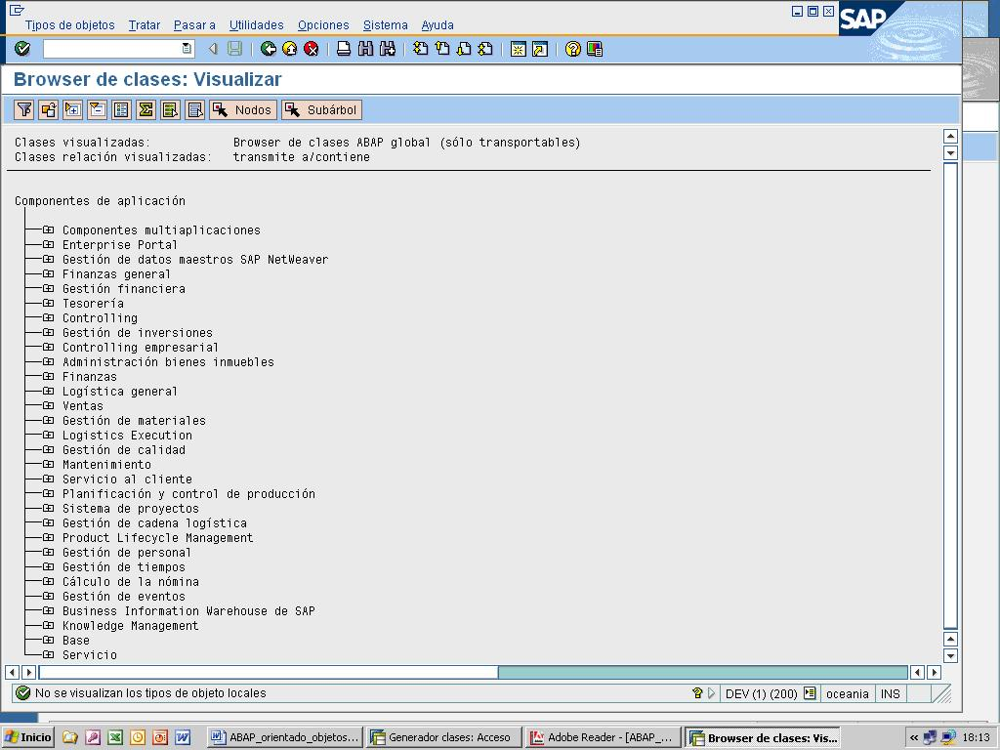 Tipos de objetos Tratar Pasar a Utilidades Opciones Sistema Ayuda
SAP
Browser de clases: Visualizar
Nodos Subárbol
Clases visualizadas: Browser de clases ABAP global (sólo transportables)
Clases relación visualizadas: transmite a/contiene
Componentes de aplicación
Componentes multiaplicaciones
Enterprise Portal
Gestión de datos maestros SAP NetWeaver
Finanzas general
Gestión financiera
Tesorería
Controlling
Gestión de inversiones
Controlling empresarial
Administración bienes inmuebles
Finanzas
Logística general
Ventas
Gestión de materiales
Logistics Execution
Gestión de calidad
Mantenimiento
Servicio al cliente
Planificación y control de producción
Sistema de proyectos
Gestión de cadena logística
Product Lifecycle Management
Gestión de personal
Gestión de tiempos
Cálculo de la nómina
Gestión de eventos
Business Information Warehouse de SAP
Knowledge Management
Base
Servicio
No se visualizan los tipos de objeto locales DEV (1) (200) oceania INS
Inicio ABAP_orientado_objetos... Generador clases: Acceso Adobe Reader - [ABAP_... Browser de clases: Vis... « 18:13